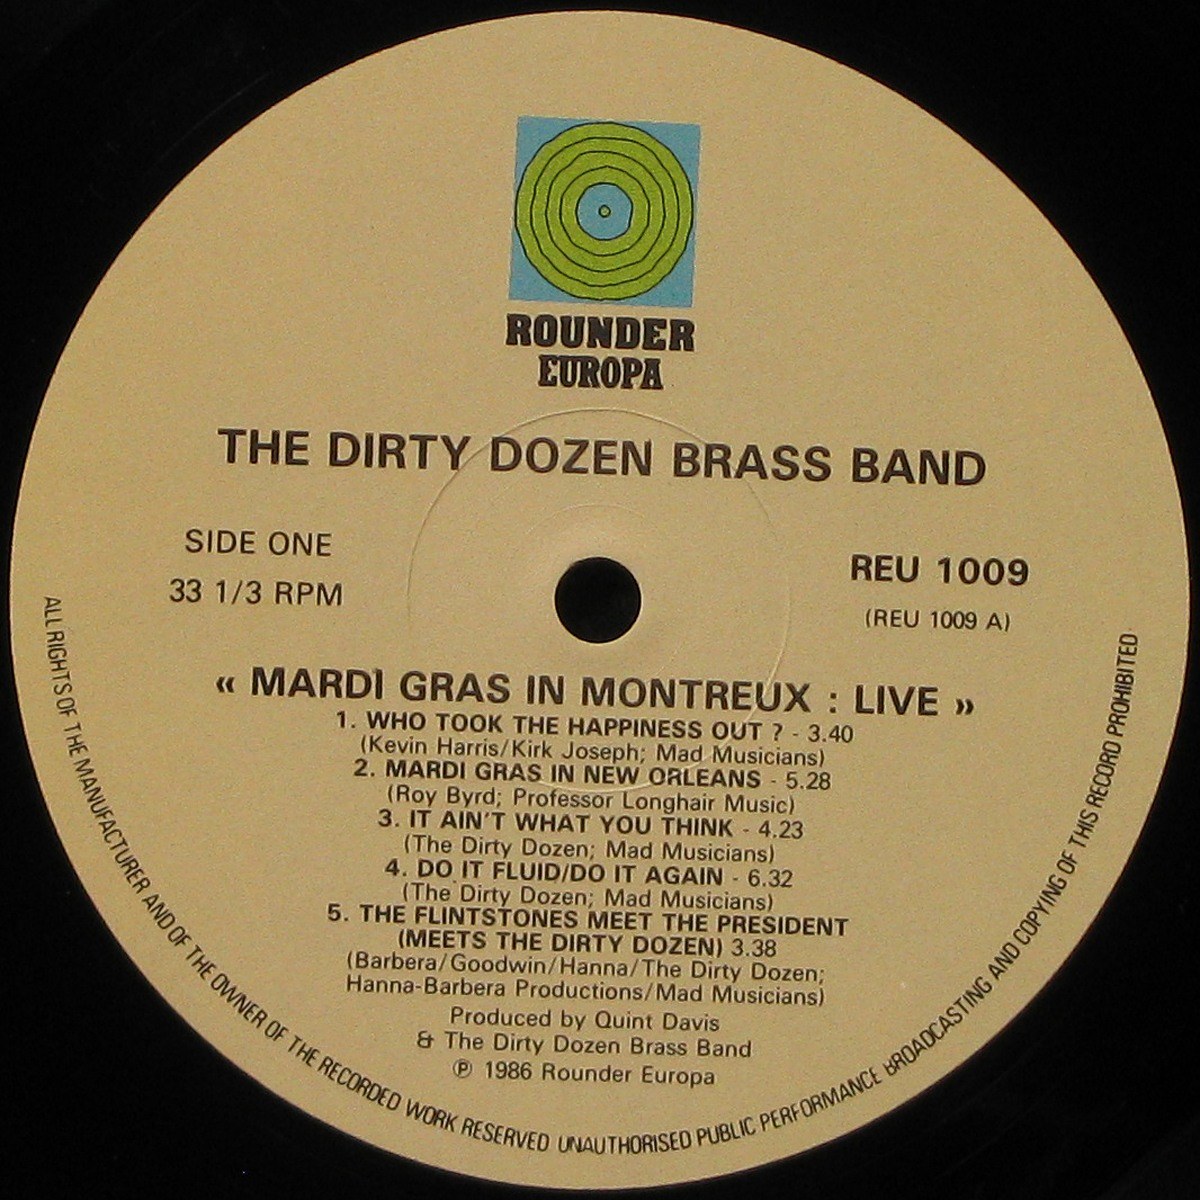 ROUNDER
EUROPA
THE DIRTY DOZEN BRASS BAND
SIDE ONE
33 1/3 RPM
REU 1009
(REU 1009 A)
« MARDI GRAS IN MONTREUX : LIVE »
1. WHO TOOK THE HAPPINESS OUT ? - 3.40
(Kevin Harris/Kirk Joseph; Mad Musicians)
2. MARDI GRAS IN NEW ORLEANS - 5.28
(Roy Byrd; Professor Longhair Music)
3. IT AIN'T WHAT YOU THINK - 4.23
(The Dirty Dozen; Mad Musicians)
4. DO IT FLUID/DO IT AGAIN - 6.32
(The Dirty Dozen; Mad Musicians)
5. THE FLINTSTONES MEET THE PRESIDENT
(MEETS THE DIRTY DOZEN) 3.38
(Barbera/Goodwin/Hanna/The Dirty Dozen;
Hanna-Barbera Productions/Mad Musicians)
Produced by Quint Davis
& The Dirty Dozen Brass Band
℗ 1986 Rounder Europa
ALL RIGHTS OF THE MANUFACTURER AND OF THE OWNER OF THE RECORDED WORK RESERVED UNAUTHORISED PUBLIC PERFORMANCE BROADCASTING AND COPYING OF THIS RECORD PROHIBITED